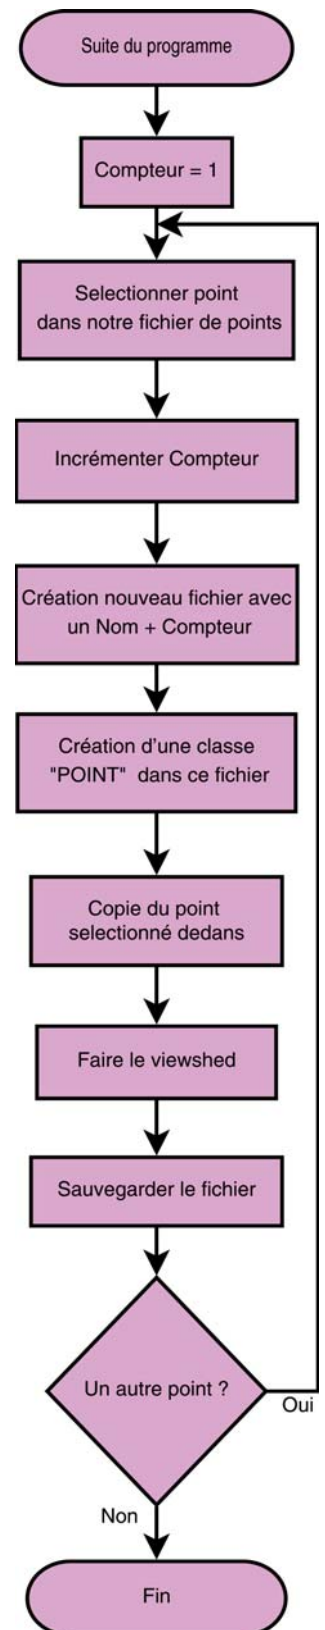 Suite du programme
Compteur = 1
Selectionner point
dans notre fichier de points
Incrémenter Compteur
Création nouveau fichier avec
un Nom + Compteur
Création d'une classe
"POINT" dans ce fichier
Copie du point
selectionné dedans
Faire le viewshed
Sauvegarder le fichier
Un autre point ?
Oui
Non
Fin